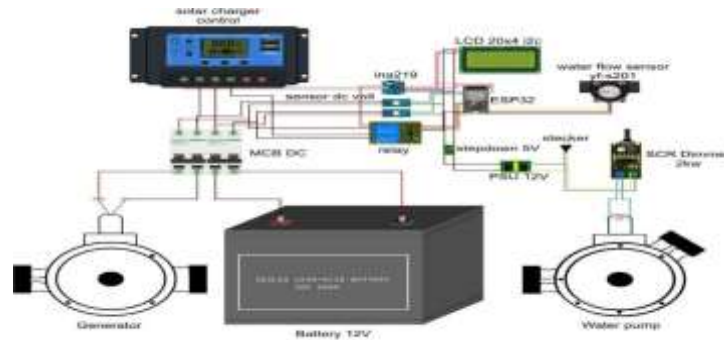 solar charger
control
LCD 20x4 i2c
ina219
water flow sensor
yf-s201
sensor dc volt
ESP32
relay
MCB DC
stepdown 5V
stecker
PSU 12V
SCR Dimmer
2kw
Generator
Battery 12V
Water pump